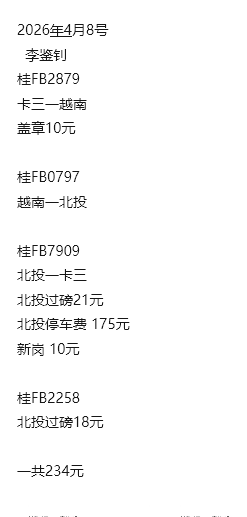 2026年4月8号
李鉴钊
桂FB2879
卡三一越南
盖章10元
桂FB0797
越南一北投
桂FB7909
北投一卡三
北投过磅21元
北投停车费 175元
新岗 10元
桂FB2258
北投过磅18元
一共234元